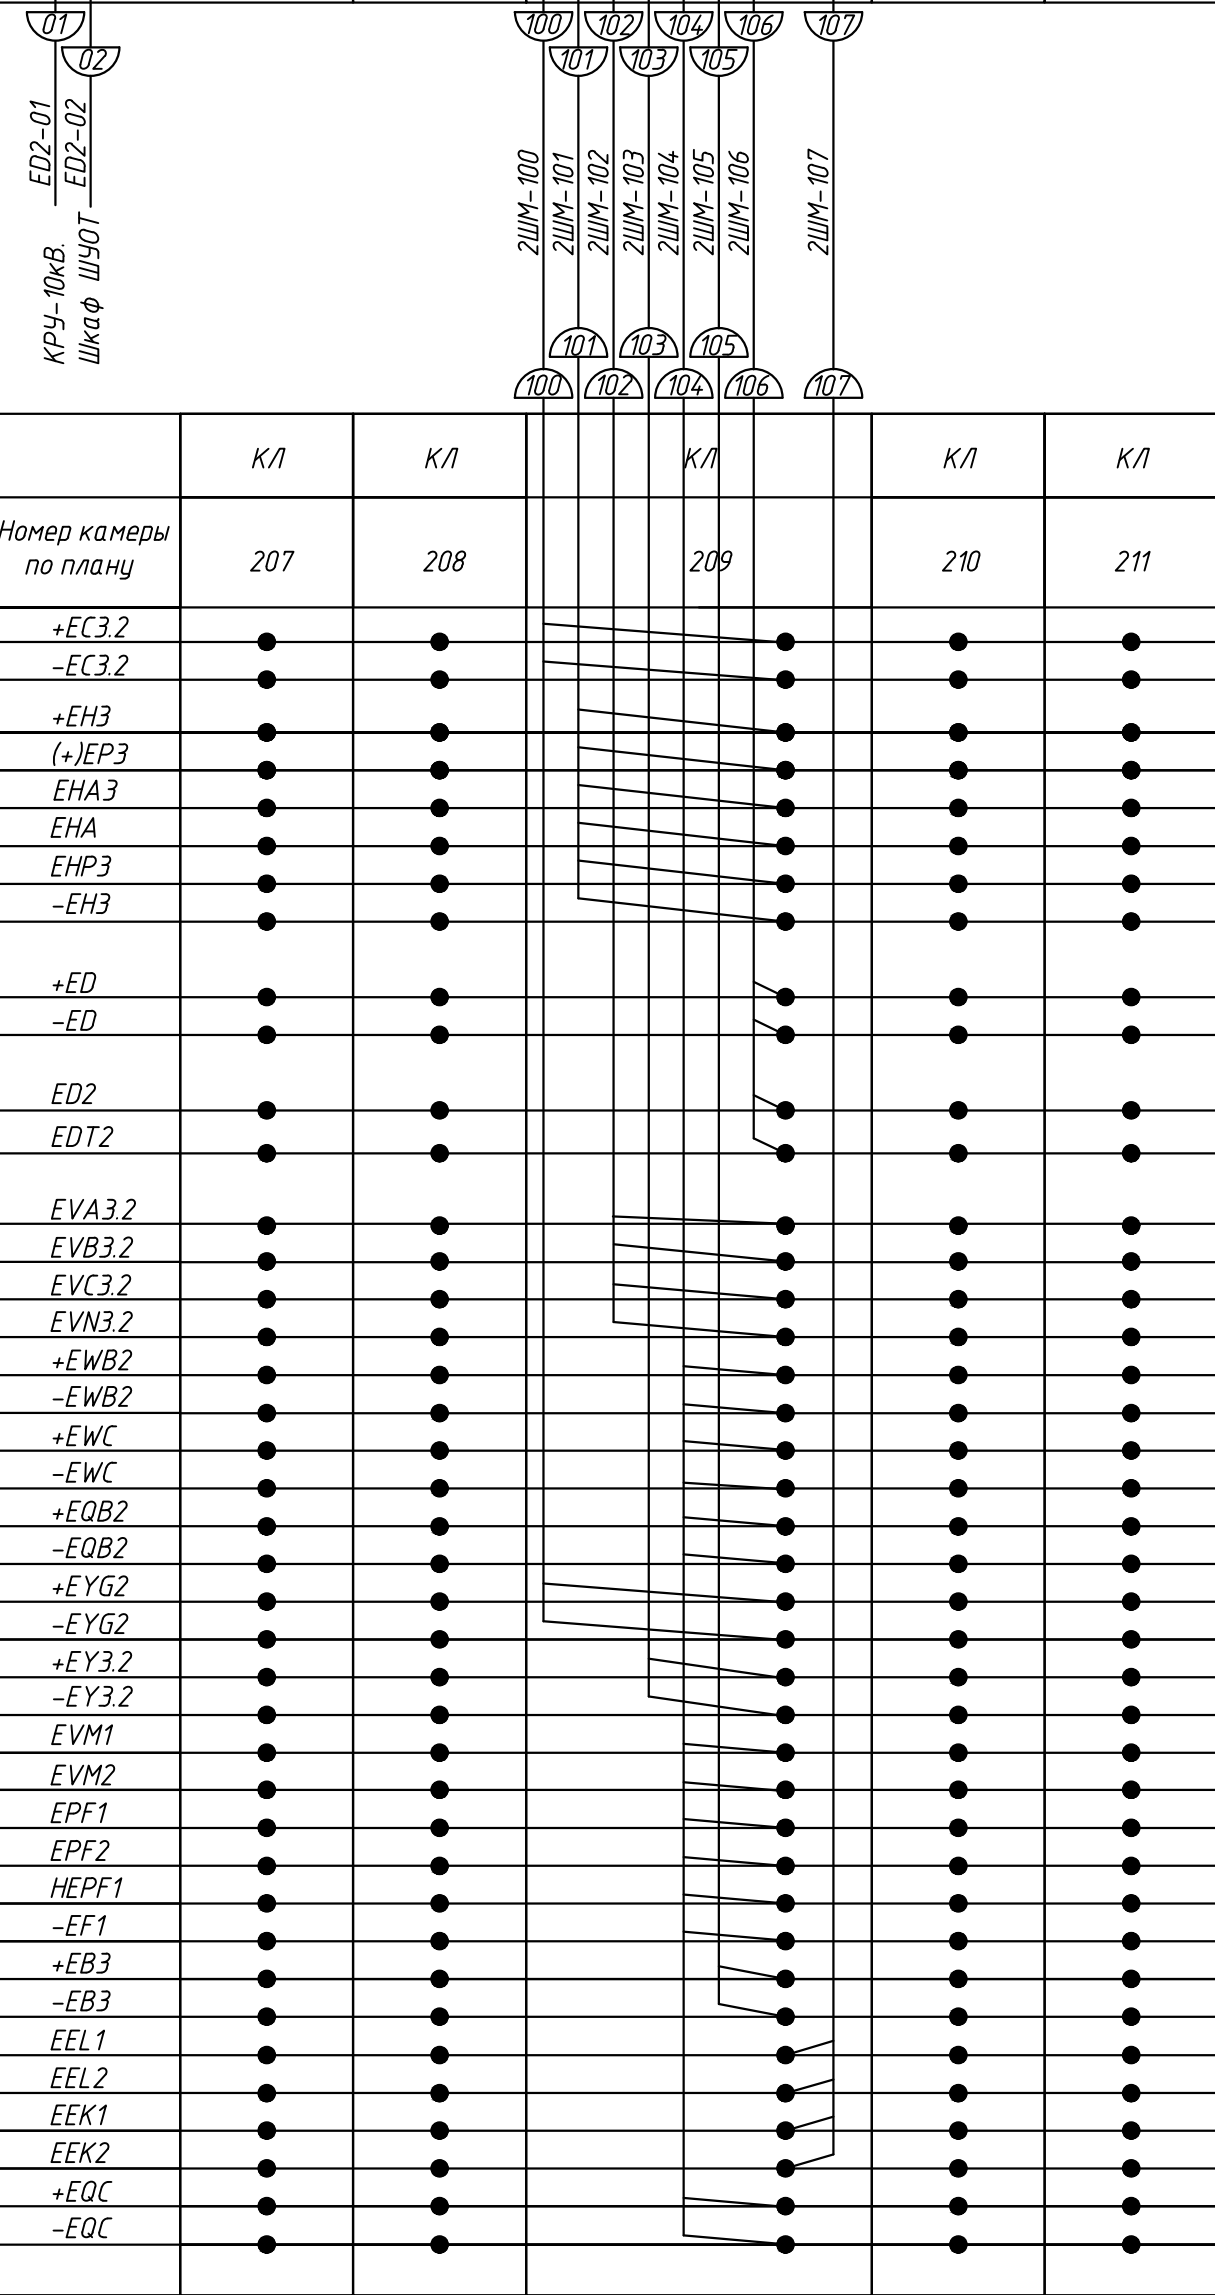 01
100
102
104
106
107
02
101
103
105
ED2-01
ED2-02
КРУ-10кВ.
Шкаф ШУОТ
2ШМ-100
2ШМ-101
2ШМ-102
2ШМ-103
2ШМ-104
2ШМ-105
2ШМ-106
2ШМ-107
101
103
105
100
102
104
106
107
КЛ
КЛ
КЛ
КЛ
КЛ
Номер камеры
по плану
207
208
209
210
211
+EC3.2
-EC3.2
+EH3
(+)EP3
EHA3
EHA
EHP3
-EH3
+ED
-ED
ED2
EDT2
EVA3.2
EVB3.2
EVC3.2
EVN3.2
+EWB2
-EWB2
+EWC
-EWC
+EQB2
-EQB2
+EYG2
-EYG2
+EY3.2
-EY3.2
EVM1
EVM2
EPF1
EPF2
HEPF1
-EF1
+EB3
-EB3
EEL1
EEL2
EEK1
EEK2
+EQC
-EQC